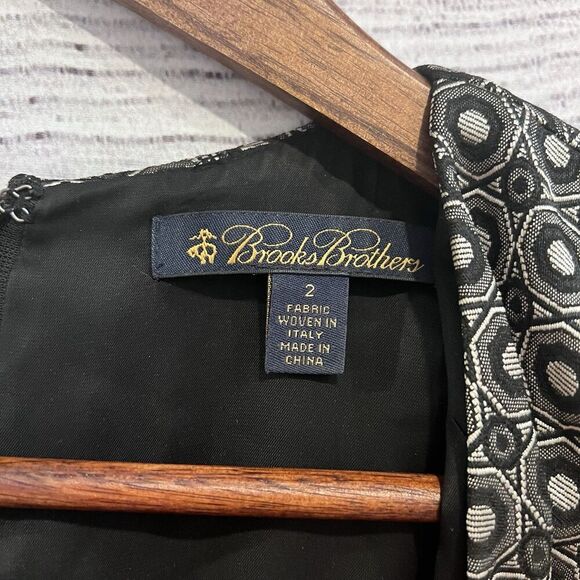 Brooks Brothers
2
FABRIC
WOVEN IN
ITALY
MADE IN
CHINA